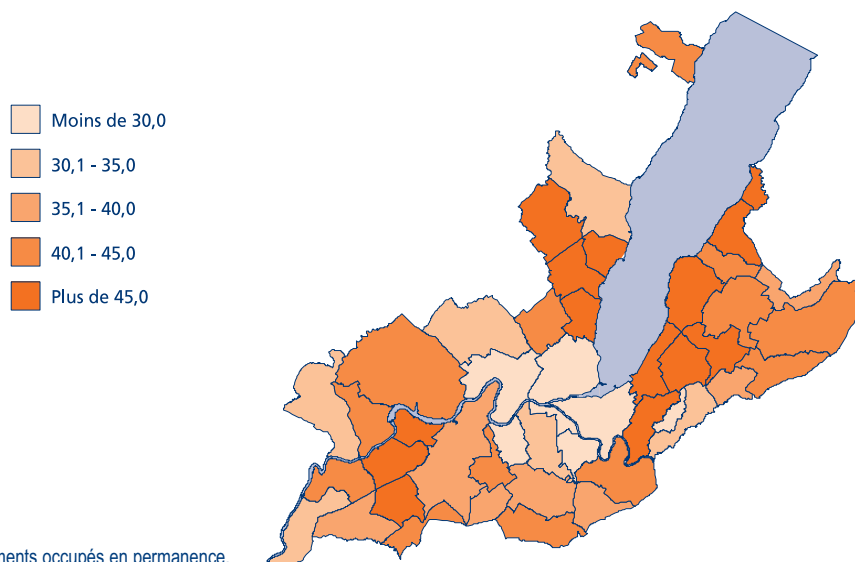 Moins de 30,0
30,1 - 35,0
35,1 - 40,0
40,1 - 45,0
Plus de 45,0
occupés en permanence.